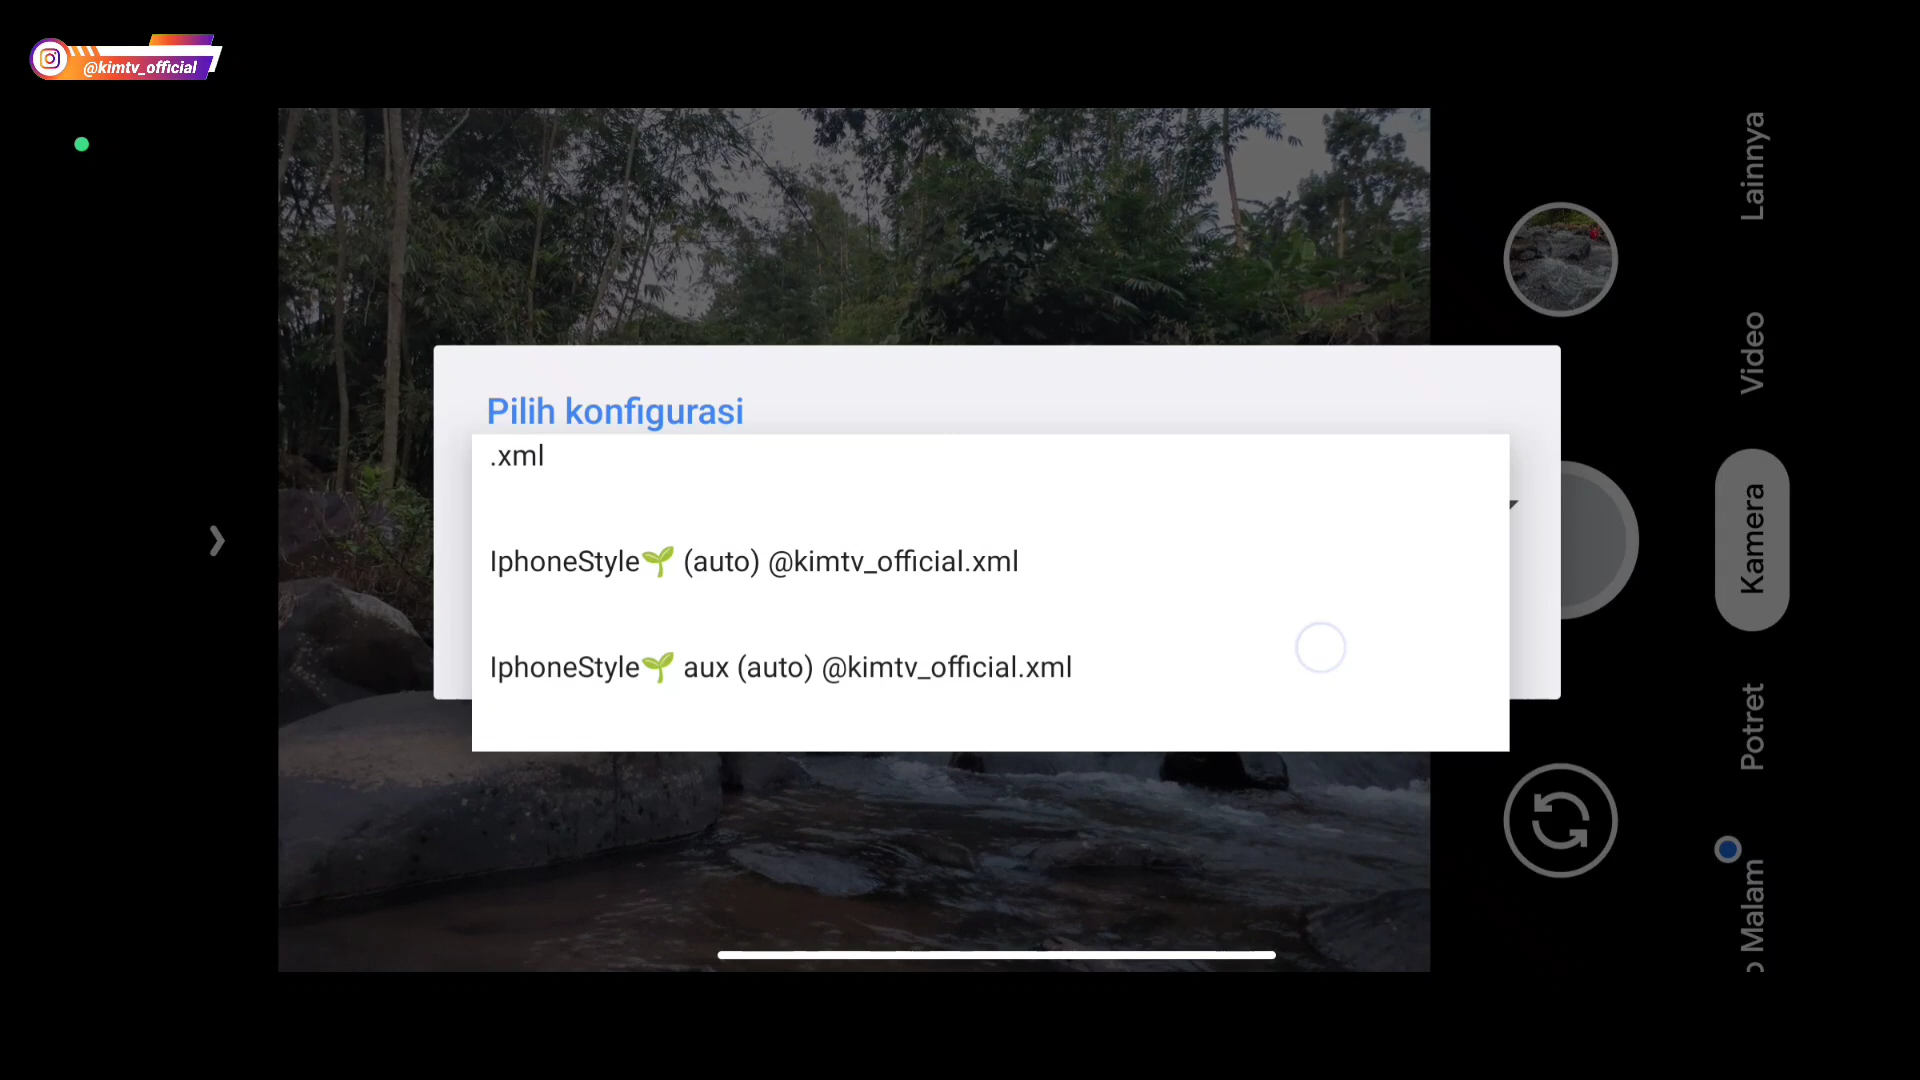 @kimtv_official
Lainnya
Video
Pilih konfigurasi
.xml
IphoneStyle🌱 (auto) @kimtv_official.xml
Kamera
IphoneStyle🌱 aux (auto) @kimtv_official.xml
Potret
Malam